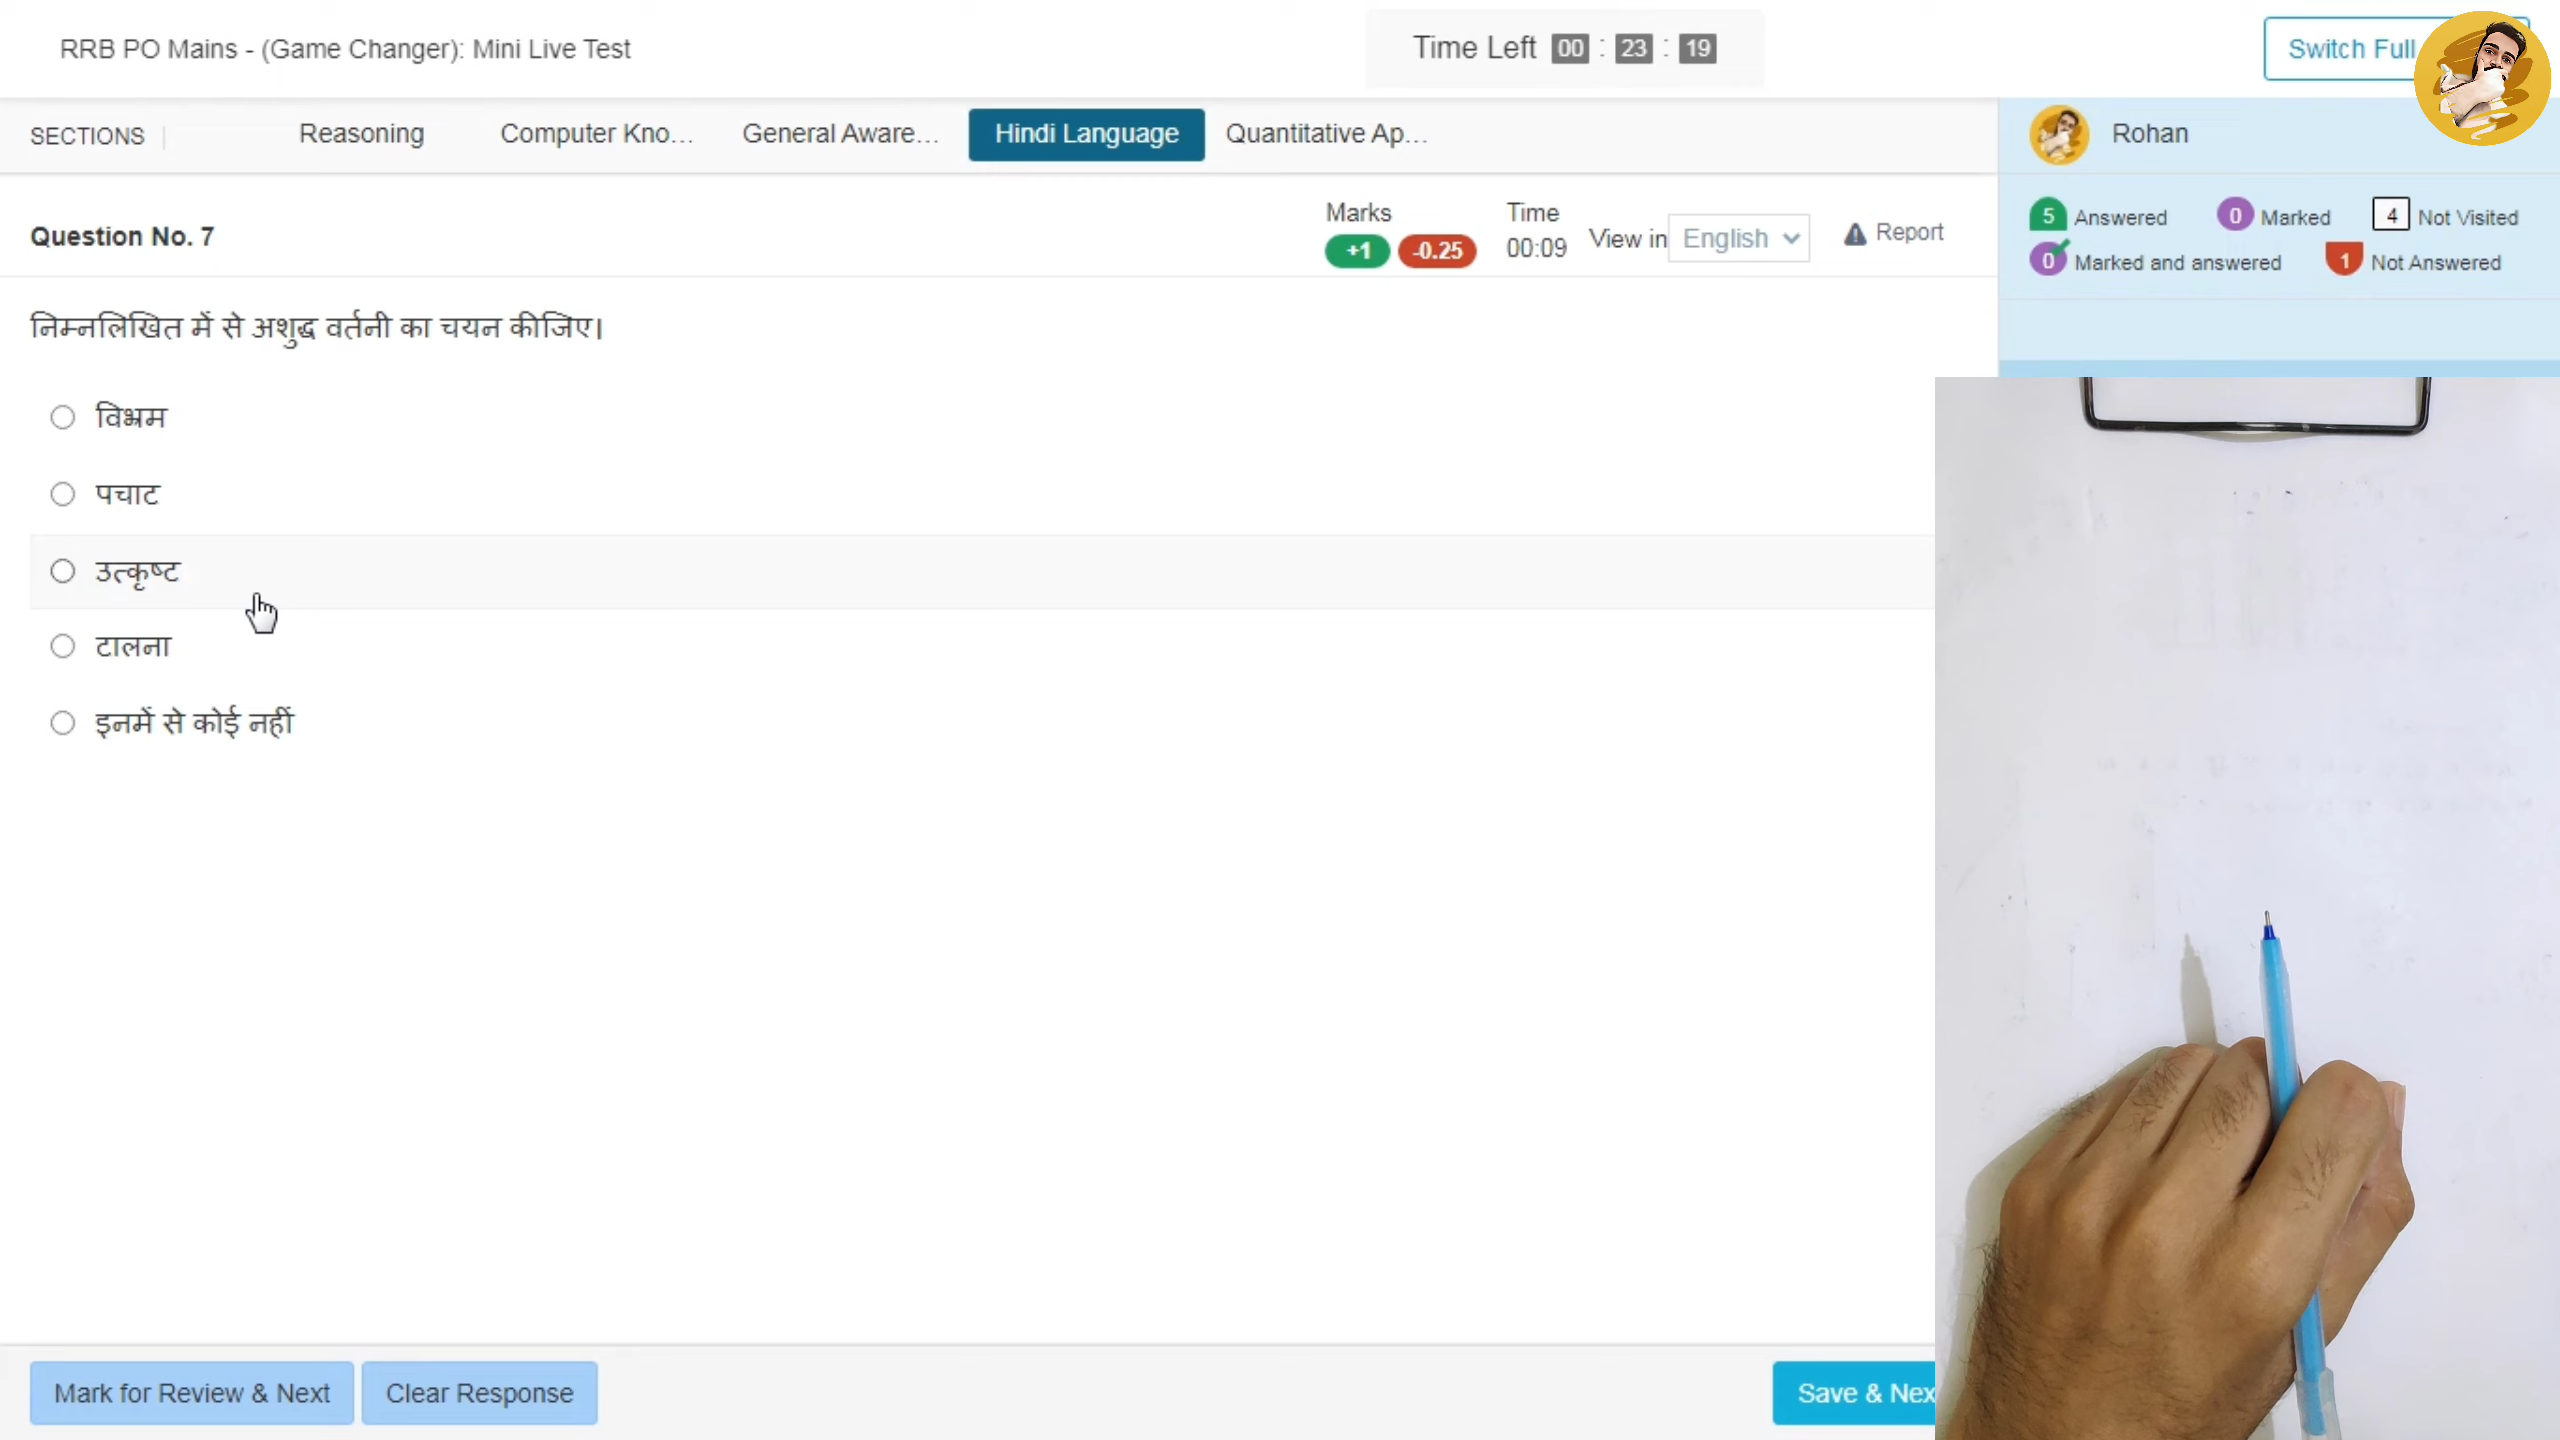 RRB PO Mains - (Game Changer): Mini Live Test
Time Left 00 : 23 : 19
Switch Full
SECTIONS
Reasoning
Computer Kno...
General Aware...
Hindi Language
Quantitative Ap...
Rohan
5 Answered
0 Marked
4 Not Visited
0 Marked and answered
1 Not Answered
Question No. 7
Marks
+1 -0.25
Time
00:09
View in English
Report
निम्नलिखित में से अशुद्ध वर्तनी का चयन कीजिए।
विभ्रम
पचाट
उत्कृष्ट
टालना
इनमें से कोई नहीं
Mark for Review & Next
Clear Response
Save & Nex